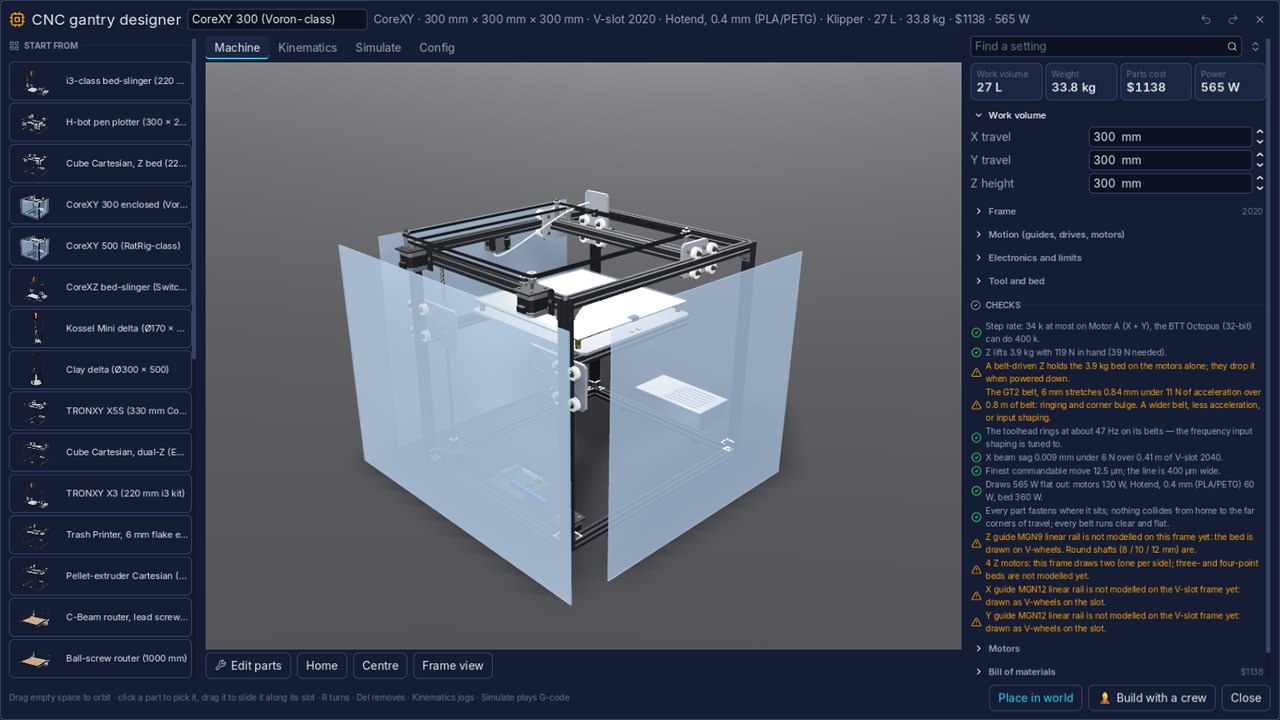 CNC gantry designer
CoreXY 300 (Voron-class)
CoreXY · 300 mm × 300 mm × 300 mm · V-slot 2020 · Hotend, 0.4 mm (PLA/PETG) · Klipper · 27 L · 33.8 kg · $1138 · 565 W
START FROM
i3-class bed-slinger (220 ...
H-bot pen plotter (300 × 2...
Cube Cartesian, Z bed (22...
CoreXY 300 enclosed (Vor...
CoreXY 500 (RatRig-class)
CoreXZ bed-slinger (Switc...
Kossel Mini delta (Ø170 × ...
Clay delta (Ø300 × 500)
TRONXY X5S (330 mm Co...
Cube Cartesian, dual-Z (E...
TRONXY X3 (220 mm i3 kit)
Trash Printer, 6 mm flake e...
Pellet-extruder Cartesian (...
C-Beam router, lead screw...
Ball-screw router (1000 mm)
Machine
Kinematics
Simulate
Config
Edit parts
Home
Centre
Frame view
Drag empty space to orbit · click a part to pick it, drag it to slide it along its slot · R turns · Del removes · Kinematics jogs · Simulate plays G-code
Find a setting
Work volume
27 L
Weight
33.8 kg
Parts cost
$1138
Power
565 W
Work volume
X travel
300 mm
Y travel
300 mm
Z height
300 mm
Frame
2020
Motion (guides, drives, motors)
Electronics and limits
Tool and bed
CHECKS
Step rate: 34 k at most on Motor A (X + Y), the BTT Octopus (32-bit)
can do 400 k.
Z lifts 3.9 kg with 119 N in hand (39 N needed).
A belt-driven Z holds the 3.9 kg bed on the motors alone; they drop it
when powered down.
The GT2 belt, 6 mm stretches 0.84 mm under 11 N of acceleration over
0.8 m of belt: ringing and corner bulge. A wider belt, less acceleration,
or input shaping.
The toolhead rings at about 47 Hz on its belts — the frequency input
shaping is tuned to.
X beam sag 0.009 mm under 6 N over 0.41 m of V-slot 2040.
Finest commandable move 12.5 µm; the line is 400 µm wide.
Draws 565 W flat out: motors 130 W, Hotend, 0.4 mm (PLA/PETG) 60
W, bed 360 W.
Every part fastens where it sits; nothing collides from home to the far
corners of travel; every belt runs clear and flat.
Z guide MGN9 linear rail is not modelled on this frame yet: the bed is
drawn on V-wheels. Round shafts (8 / 10 / 12 mm) are.
4 Z motors: this frame draws two (one per side); three- and four-point
beds are not modelled yet.
X guide MGN12 linear rail is not modelled on the V-slot frame yet:
drawn as V-wheels on the slot.
Y guide MGN12 linear rail is not modelled on the V-slot frame yet:
drawn as V-wheels on the slot.
Motors
Bill of materials
$1138
Place in world
Build with a crew
Close